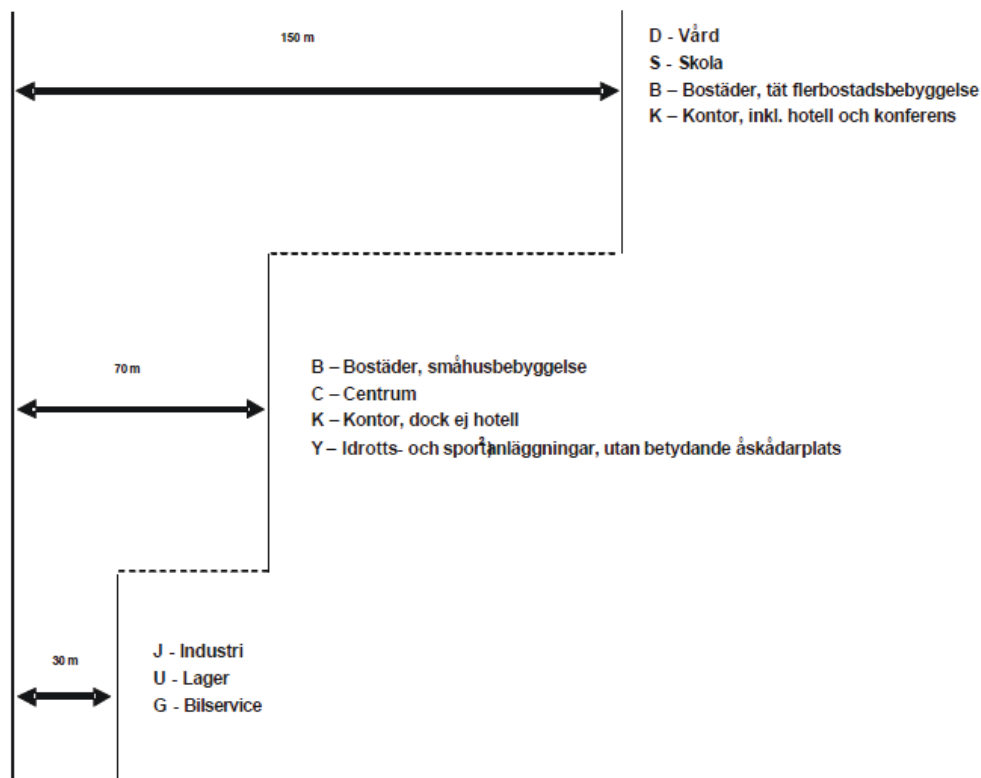 150 m
D - Vård
S - Skola
B – Bostäder, tät flerbostadsbebyggelse
K – Kontor, inkl. hotell och konferens
70 m
B – Bostäder, småhusbebyggelse
C – Centrum
K – Kontor, dock ej hotell
Y – Idrotts- och sportanläggningar, utan betydande åskådarplats
30 m
J - Industri
U - Lager
G - Bilservice